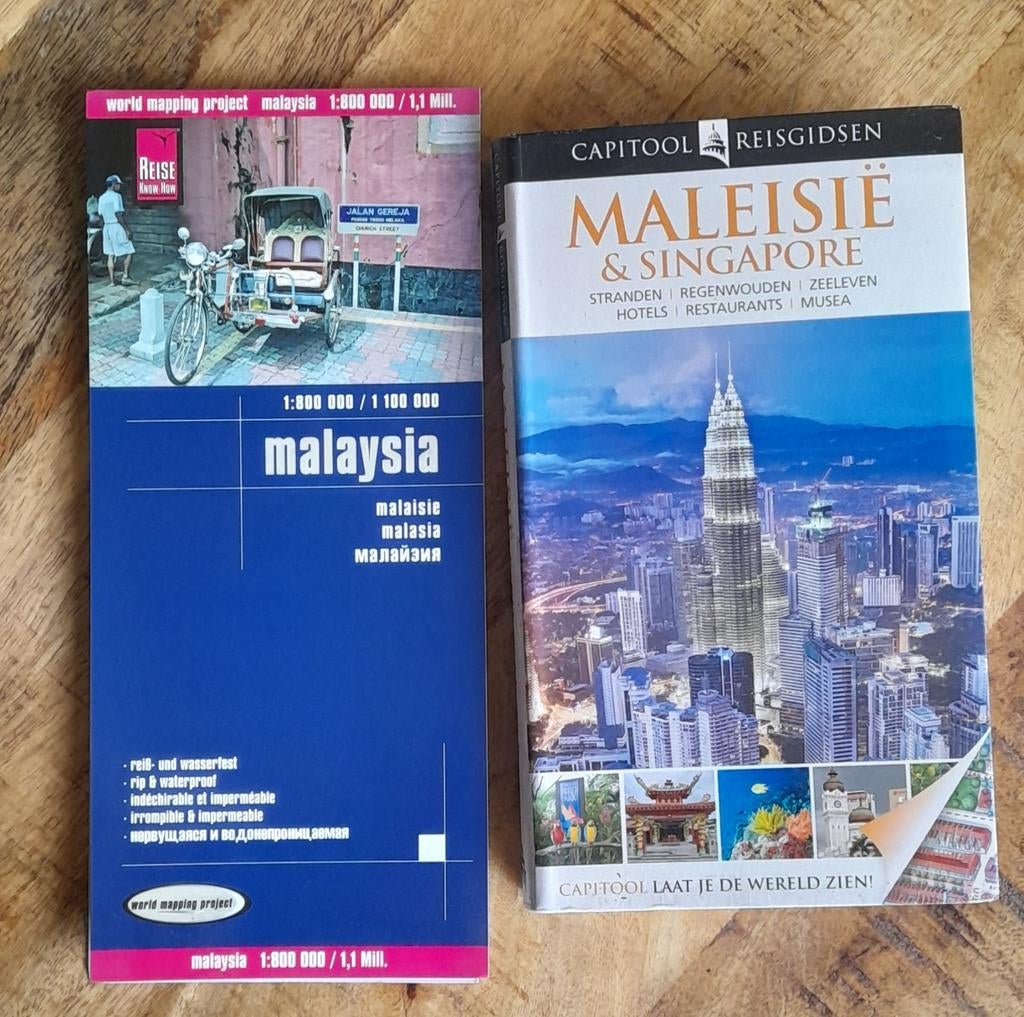 world mapping project malaysia 1:800 000 / 1,1 Mill.
REISE
KNOW-HOW
JALAN GEREJA
CHURCH STREET
1:800 000 / 1 100 000
malaysia
malaisie
malasia
малайзия
· reiß- und wasserfest
· rip & waterproof
· indéchirable et imperméable
· irrompible & impermeable
· нервущаяся и водонепроницаемая
world mapping project
malaysia 1:800 000 / 1,1 Mill.
CAPITOOL REISGIDSEN
MALEISIË
& SINGAPORE
STRANDEN | REGENWOUDEN | ZEELEVEN
HOTELS | RESTAURANTS | MUSEA
CAPITOOL LAAT JE DE WERELD ZIEN!